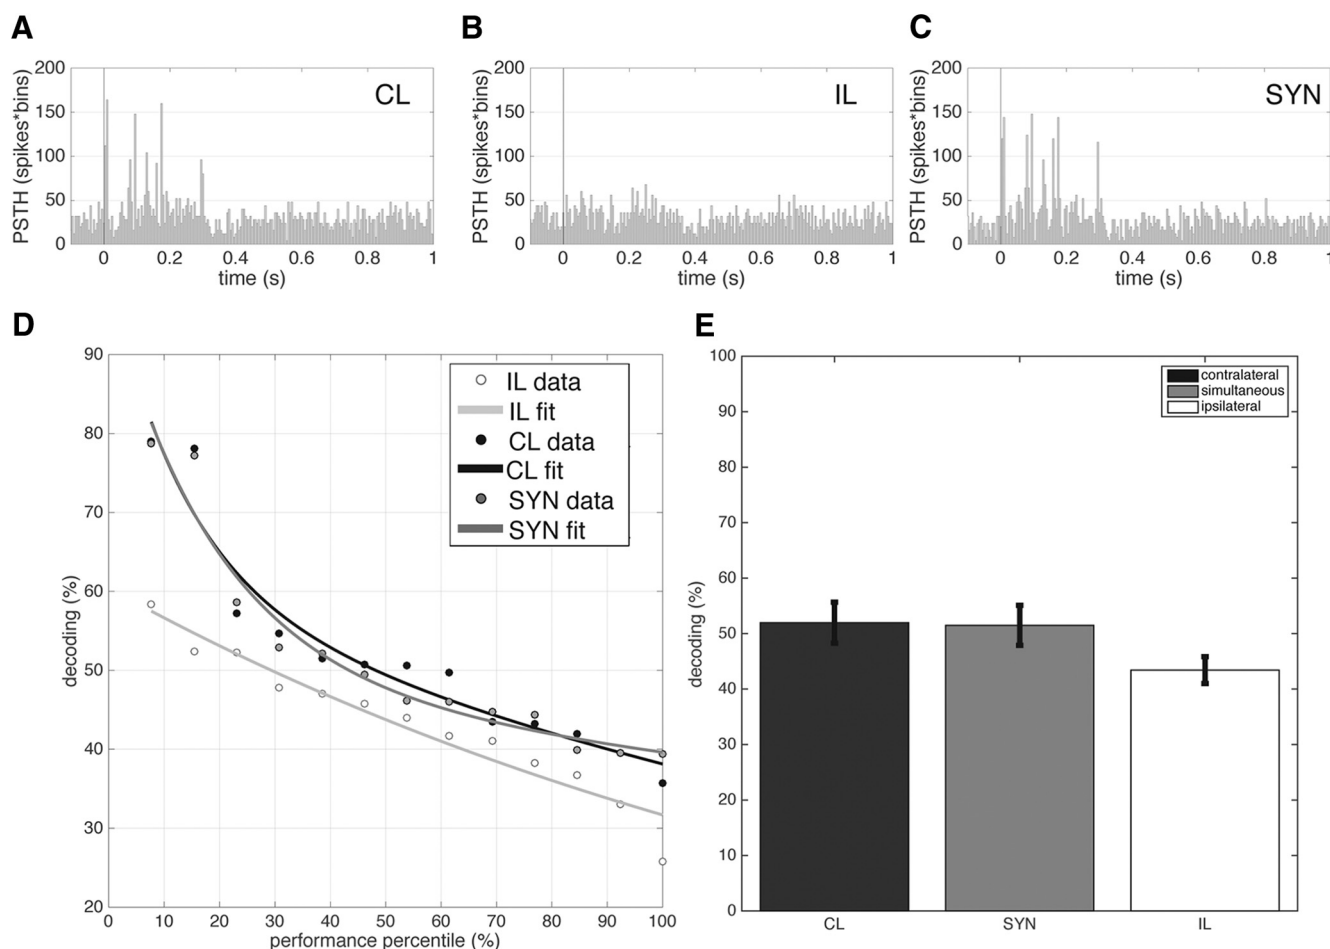 A
B
C
PSTH (spikes*bins)
200
150
100
50
0
CL
0
0.2
0.4
0.6
0.8
1
time (s)
PSTH (spikes*bins)
200
150
100
50
0
IL
0
0.2
0.4
0.6
0.8
1
time (s)
PSTH (spikes*bins)
200
150
100
50
0
SYN
0
0.2
0.4
0.6
0.8
1
time (s)
D
decoding (%)
90
80
70
60
50
40
30
20
IL data
IL fit
CL data
CL fit
SYN data
SYN fit
0
10
20
30
40
50
60
70
80
90
100
performance percentile (%)
E
decoding (%)
100
90
80
70
60
50
40
30
20
10
0
contralateral
simultaneous
ipsilateral
CL
SYN
IL